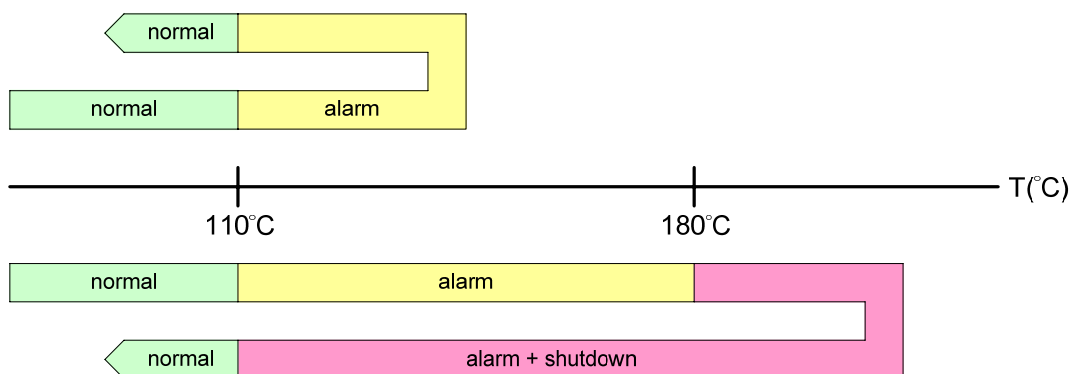 normal
normal alarm
T(°C)
110°C 180°C
normal alarm
normal alarm + shutdown